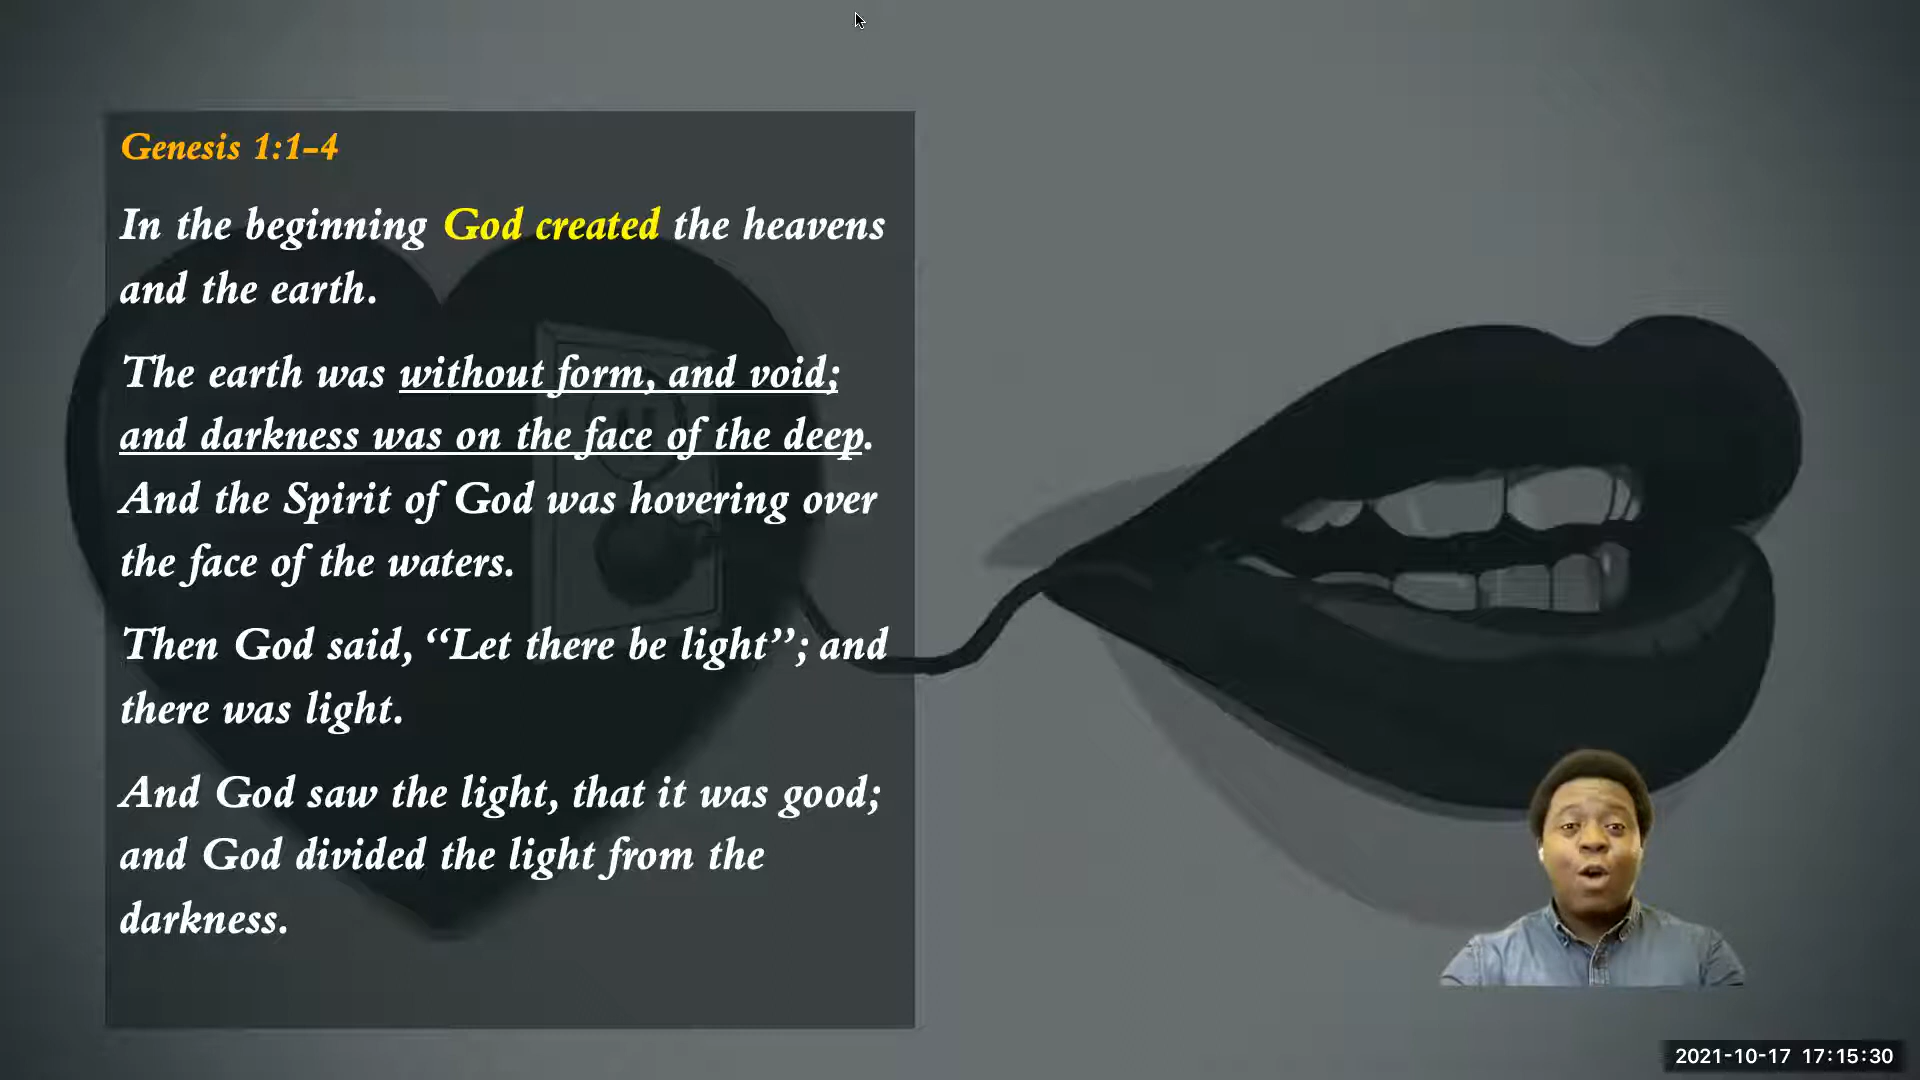 Genesis 1:1-4
In the beginning God created the heavens
and the earth.
The earth was without form, and void;
and darkness was on the face of the deep.
And the Spirit of God was hovering over
the face of the waters.
Then God said, “Let there be light”; and
there was light.
And God saw the light, that it was good;
and God divided the light from the
darkness.
2021-10-17 17:15:30